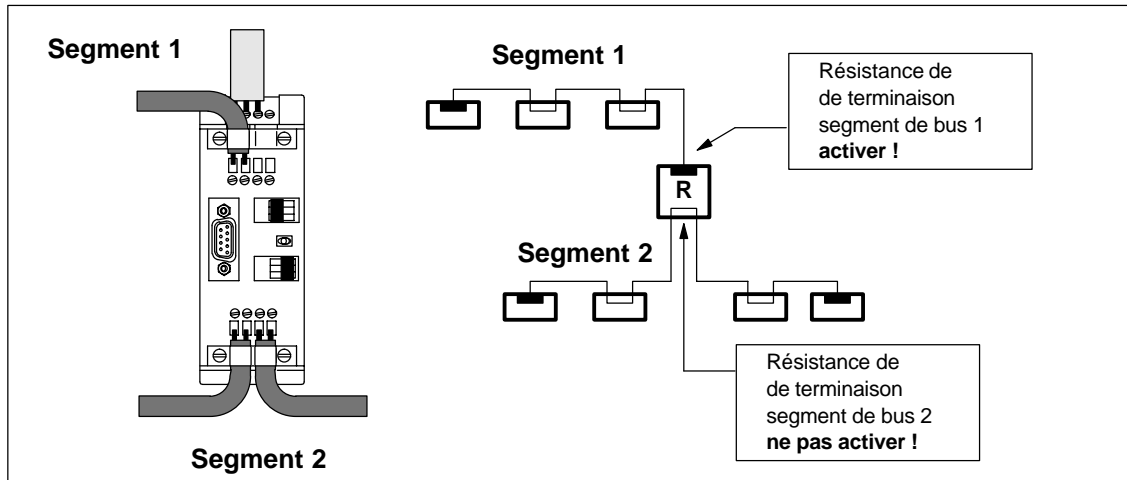 Segment 1
Segment 1
Résistance de
de terminaison
segment de bus 1
activer !
R
Segment 2
Résistance de
de terminaison
segment de bus 2
ne pas activer !
Segment 2